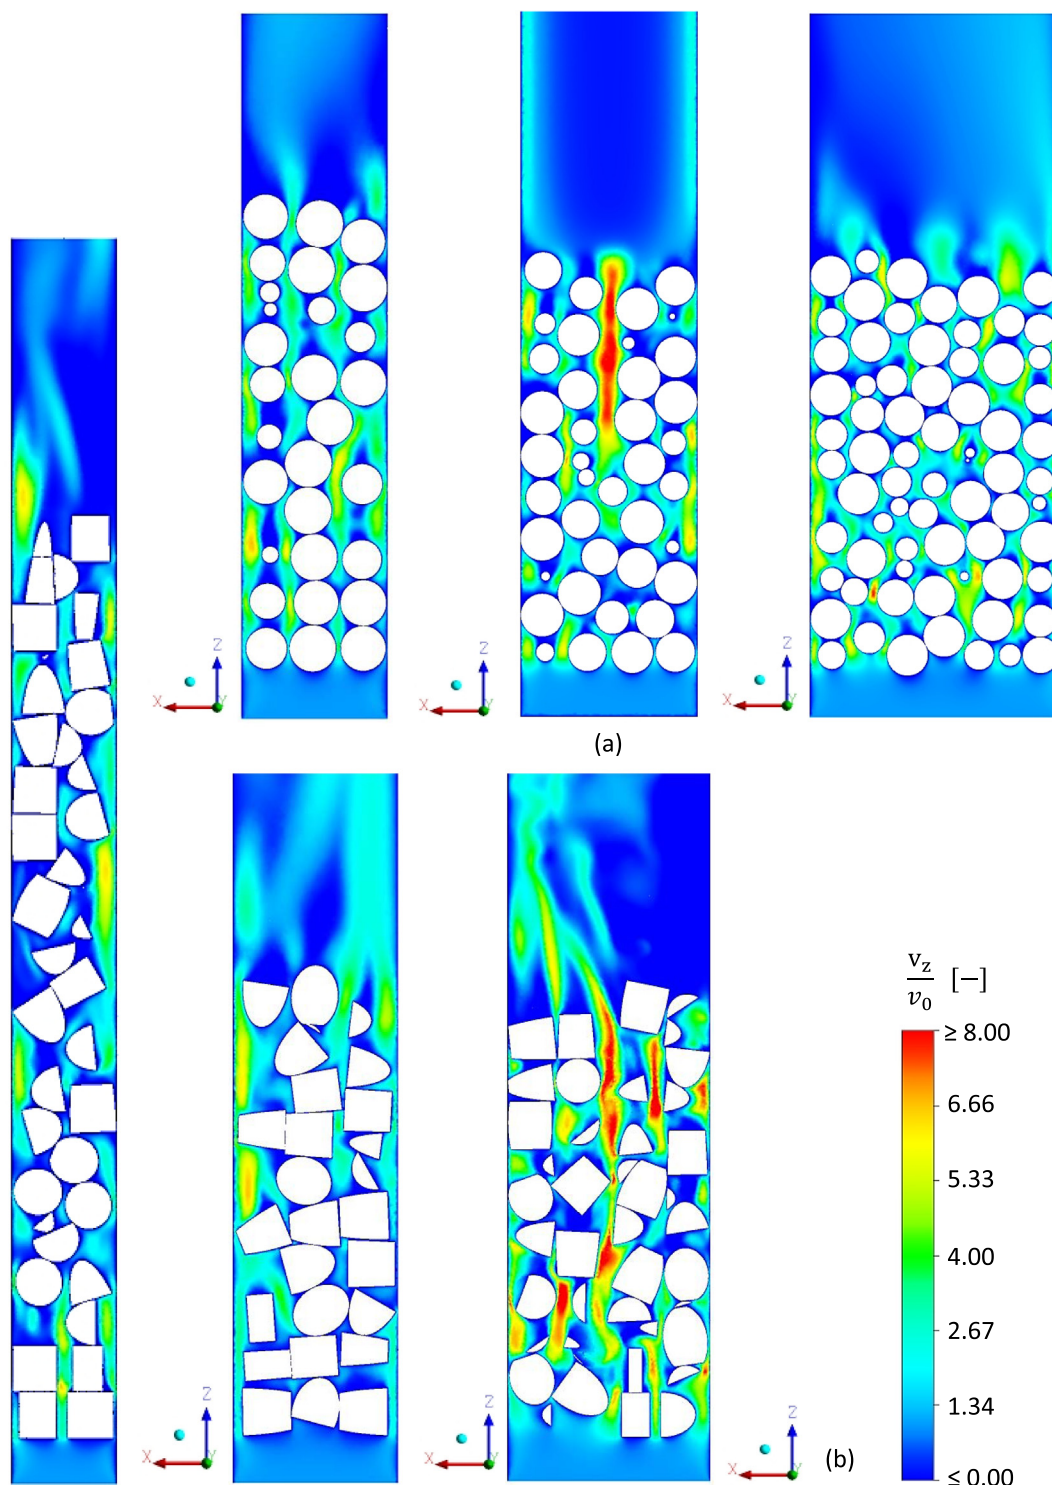 Z
X
Y
Z
X
Y
Z
X
Y
(a)
v_z
v_0
[−]
≥ 8.00
6.66
5.33
4.00
2.67
1.34
≤ 0.00
Z
X
Y
Z
X
Y
Z
X
Y
(b)